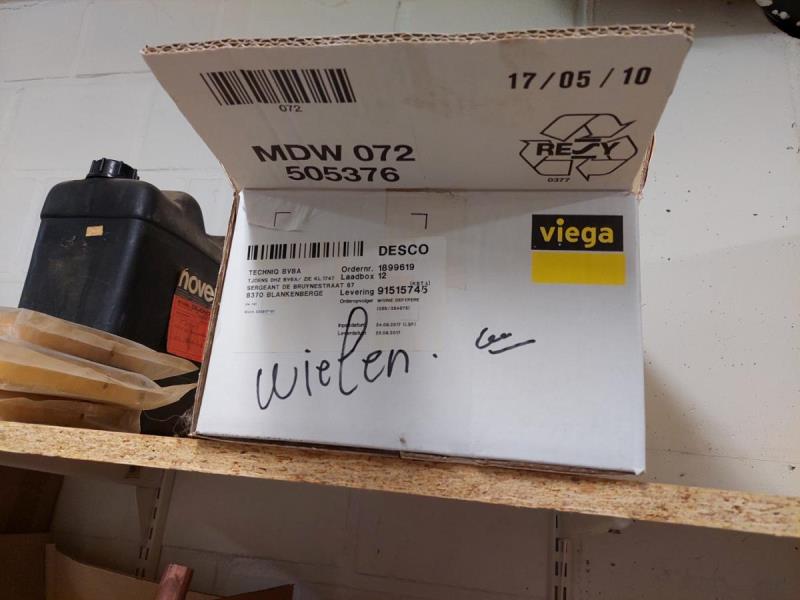 072
17/05/10
MDW 072
505376
RESY
0377
viega
DESCO
TECHNIQ BVBA
SERGEANT DE BRUYNESTRAAT 67
8370 BLANKENBERGE
Ordernr. 1899619
Laadbox 12
Levering 91515745
wielen.
nove